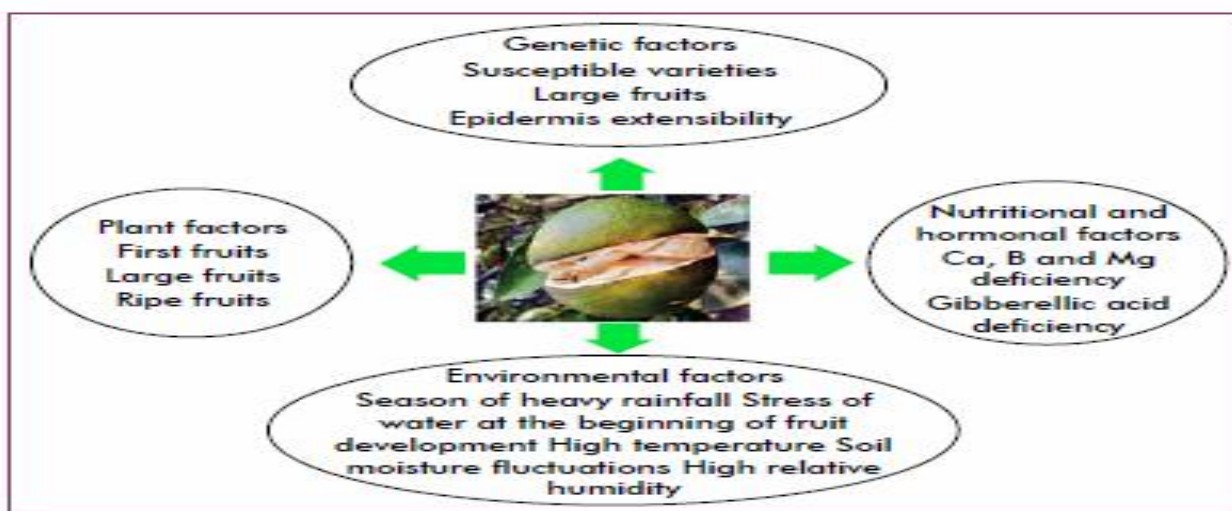 Genetic factors
Susceptible varieties
Large fruits
Epidermis extensibility
Plant factors
First fruits
Large fruits
Ripe fruits
Nutritional and
hormonal factors
Ca, B and Mg
deficiency
Gibberellic acid
deficiency
Environmental factors
Season of heavy rainfall Stress of
water at the beginning of fruit
development High temperature Soil
moisture fluctuations High relative
humidity